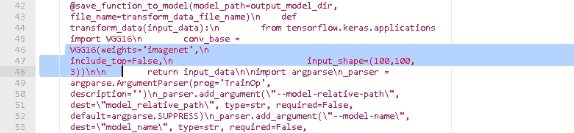 42 @save_function_to_model(model_path=output_model_dir,
43 file_name=transform_data_file_name)\n    def
44 transform_data(input_data):\n        from tensorflow.keras.applications
45 import VGG16\n        conv_base =
46 VGG16(weights='imagenet',\n
47 include_top=False,\n                input_shape=(100,100,
48 3))\n\n        return input_data\n\nimport argparse\n_parser =
49 argparse.ArgumentParser(prog='TrainOp',
50 description='')\n_parser.add_argument(\"--model-relative-path\",
51 dest=\"model_relative_path\", type=str, required=False,
52 default=argparse.SUPPRESS)\n_parser.add_argument(\"--model-name\",
53 dest=\"model_name\", type=str, required=False,